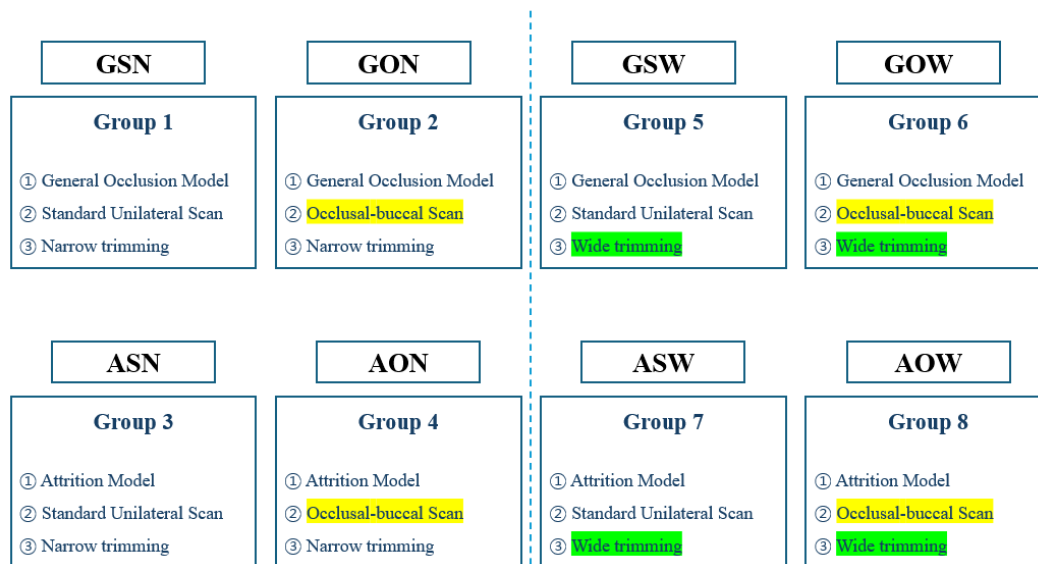 GSN
GON
GSW
GOW
Group 1
① General Occlusion Model
② Standard Unilateral Scan
③ Narrow trimming
Group 2
① General Occlusion Model
② Occlusal-buccal Scan
③ Narrow trimming
Group 5
① General Occlusion Model
② Standard Unilateral Scan
③ Wide trimming
Group 6
① General Occlusion Model
② Occlusal-buccal Scan
③ Wide trimming
ASN
AON
ASW
AOW
Group 3
① Attrition Model
② Standard Unilateral Scan
③ Narrow trimming
Group 4
① Attrition Model
② Occlusal-buccal Scan
③ Narrow trimming
Group 7
① Attrition Model
② Standard Unilateral Scan
③ Wide trimming
Group 8
① Attrition Model
② Occlusal-buccal Scan
③ Wide trimming